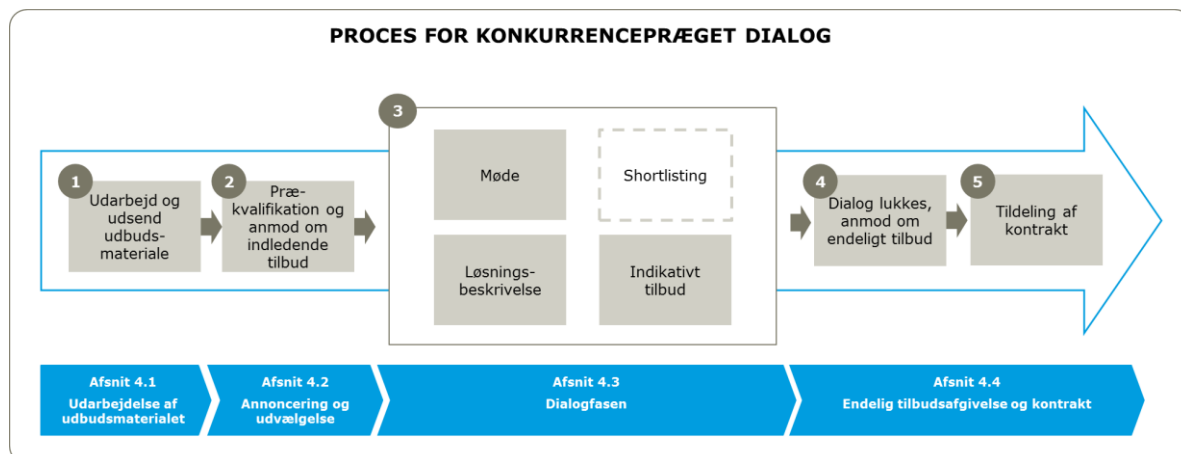 PROCES FOR KONKURRENCEPRÆGET DIALOG
1
Udarbejd og
udsend
udbuds-
materiale
2
Præ-
kvalifikation og
anmod om
indledende
tilbud
3
Møde
Shortlisting
Løsnings-
beskrivelse
Indikativt
tilbud
4
Dialog lukkes,
anmod om
endeligt tilbud
5
Tildeling af
kontrakt
Afsnit 4.1
Udarbejdelse af
udbudsmaterialet
Afsnit 4.2
Annoncering og
udvælgelse
Afsnit 4.3
Dialogfasen
Afsnit 4.4
Endelig tilbudsafgivelse og kontrakt